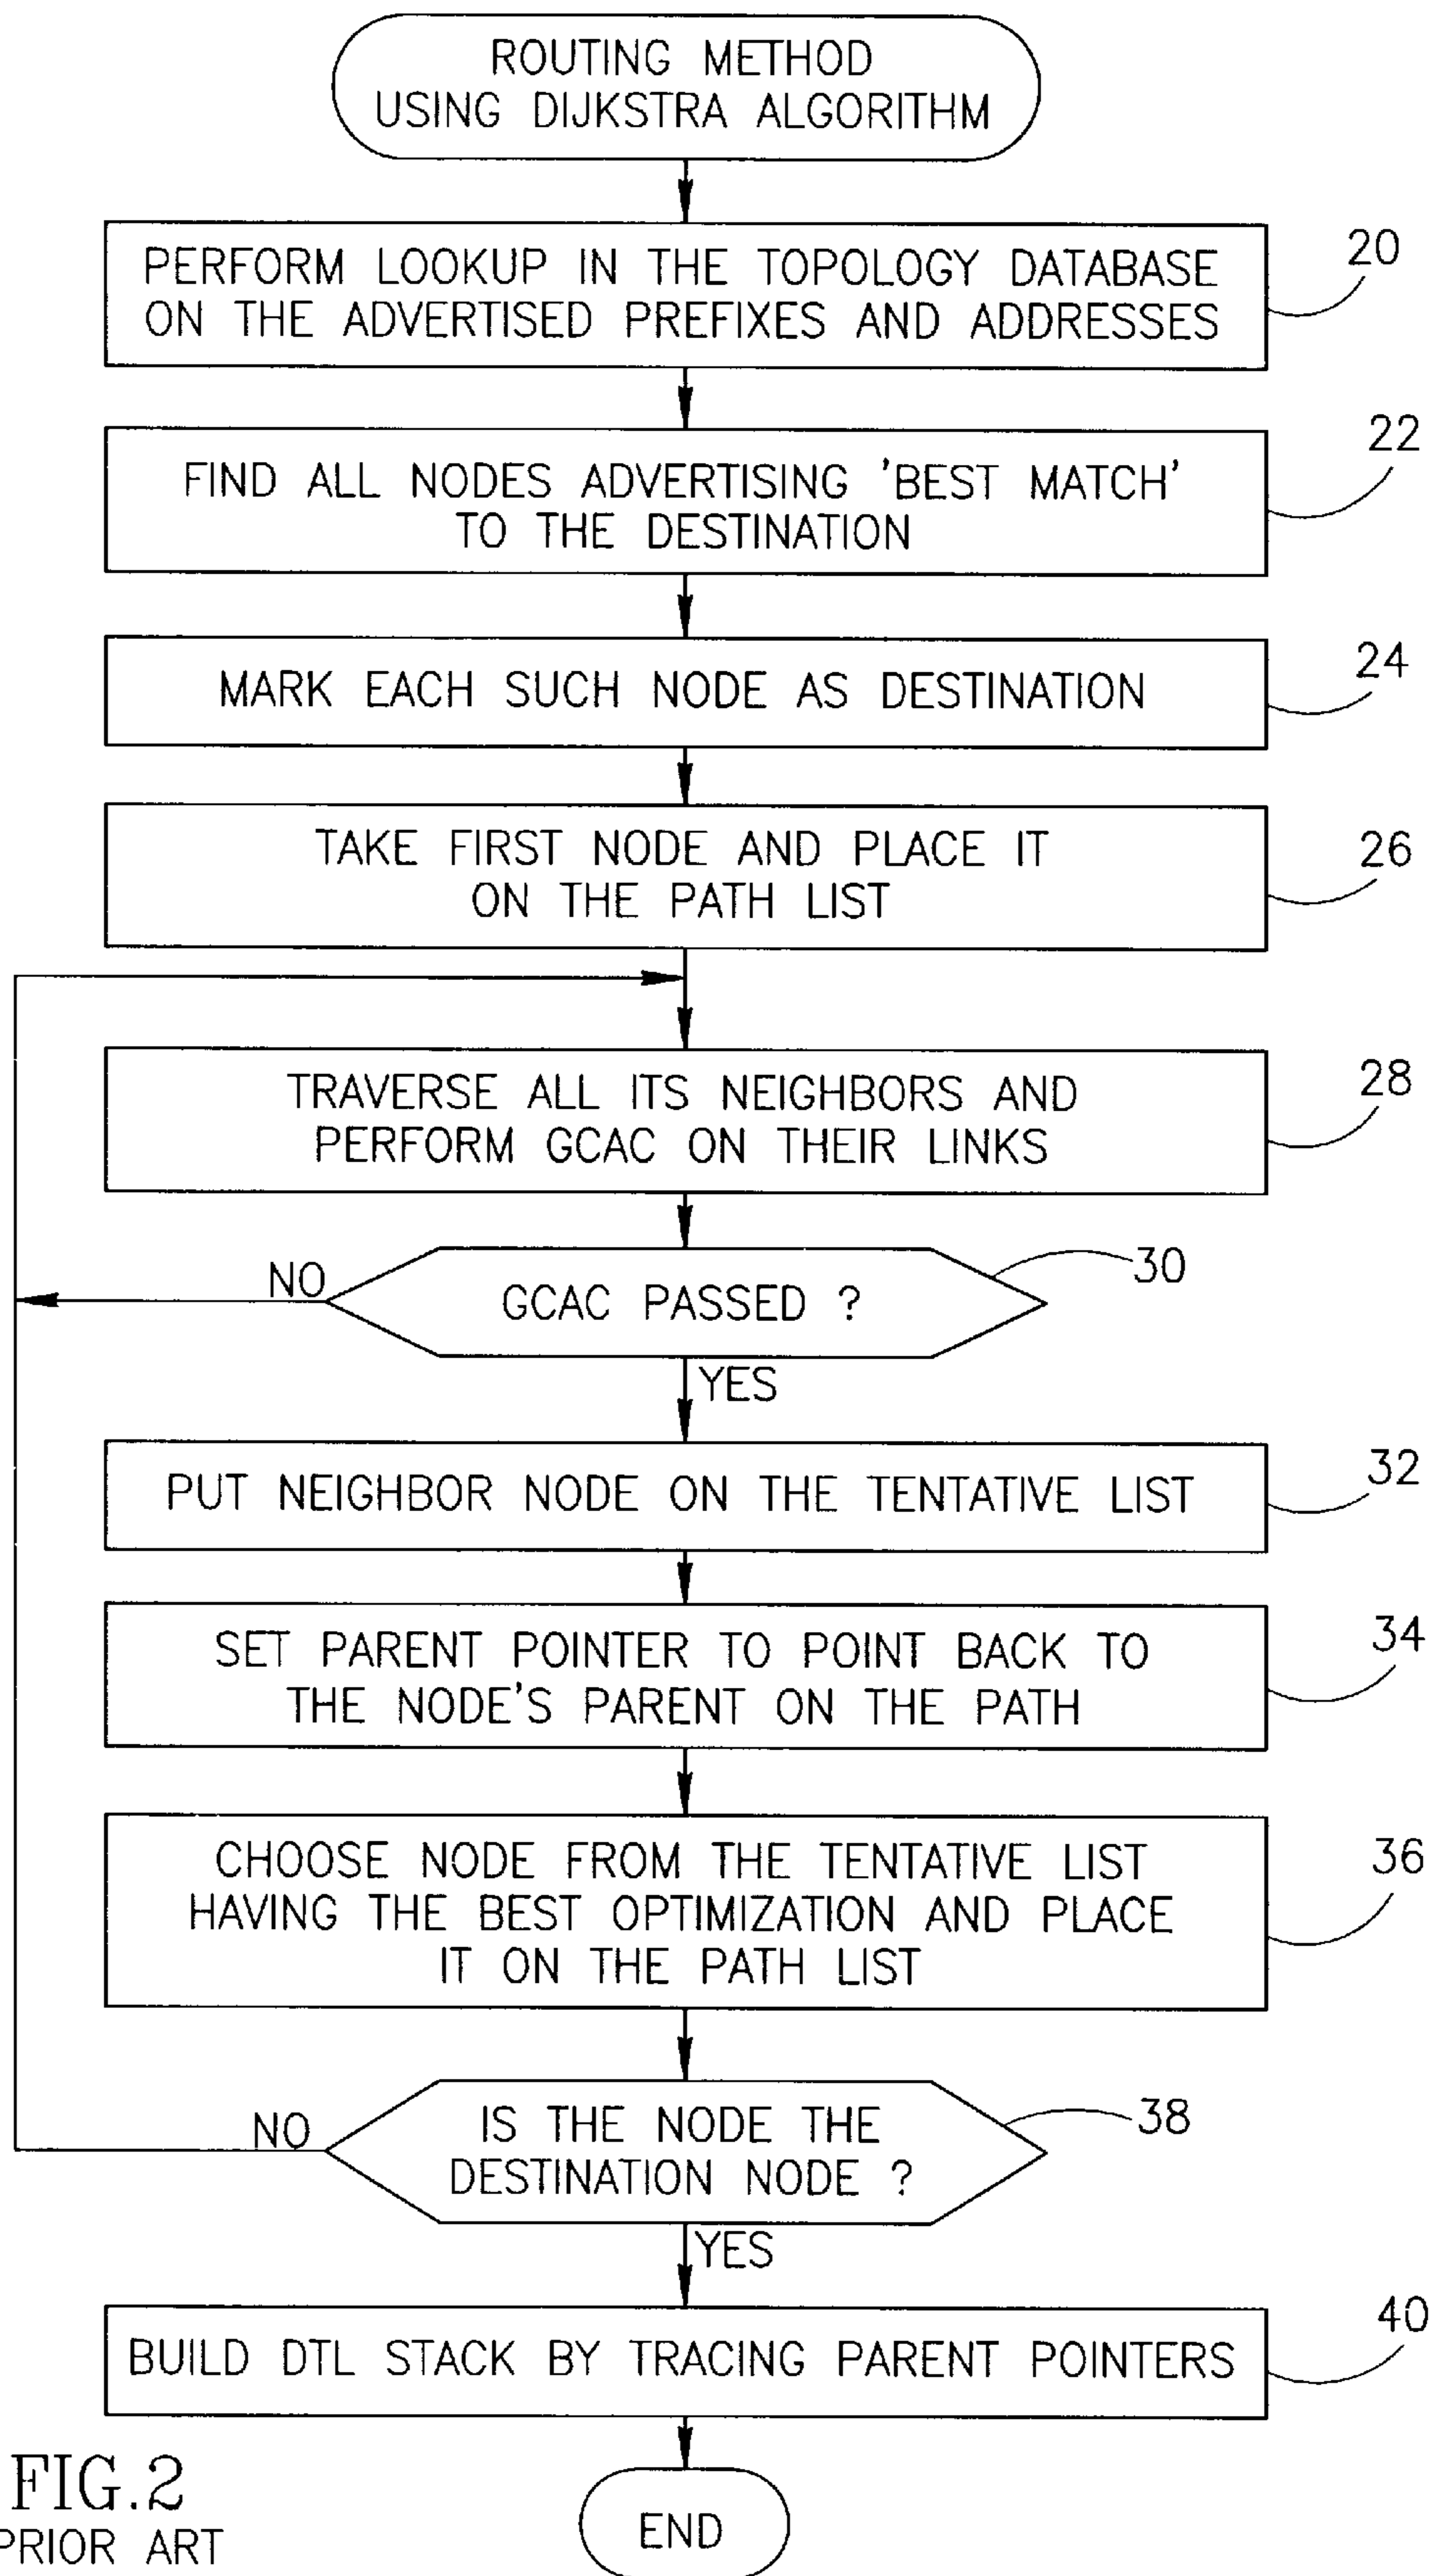 ROUTING METHOD
USING DIJKSTRA ALGORITHM
PERFORM LOOKUP IN THE TOPOLOGY DATABASE
ON THE ADVERTISED PREFIXES AND ADDRESSES
20
FIND ALL NODES ADVERTISING 'BEST MATCH'
TO THE DESTINATION
22
MARK EACH SUCH NODE AS DESTINATION
24
TAKE FIRST NODE AND PLACE IT
ON THE PATH LIST
26
TRAVERSE ALL ITS NEIGHBORS AND
PERFORM GCAC ON THEIR LINKS
28
GCAC PASSED ?
30
NO
YES
PUT NEIGHBOR NODE ON THE TENTATIVE LIST
32
SET PARENT POINTER TO POINT BACK TO
THE NODE'S PARENT ON THE PATH
34
CHOOSE NODE FROM THE TENTATIVE LIST
HAVING THE BEST OPTIMIZATION AND PLACE
IT ON THE PATH LIST
36
IS THE NODE THE
DESTINATION NODE ?
38
NO
YES
BUILD DTL STACK BY TRACING PARENT POINTERS
40
END
FIG.2
PRIOR ART